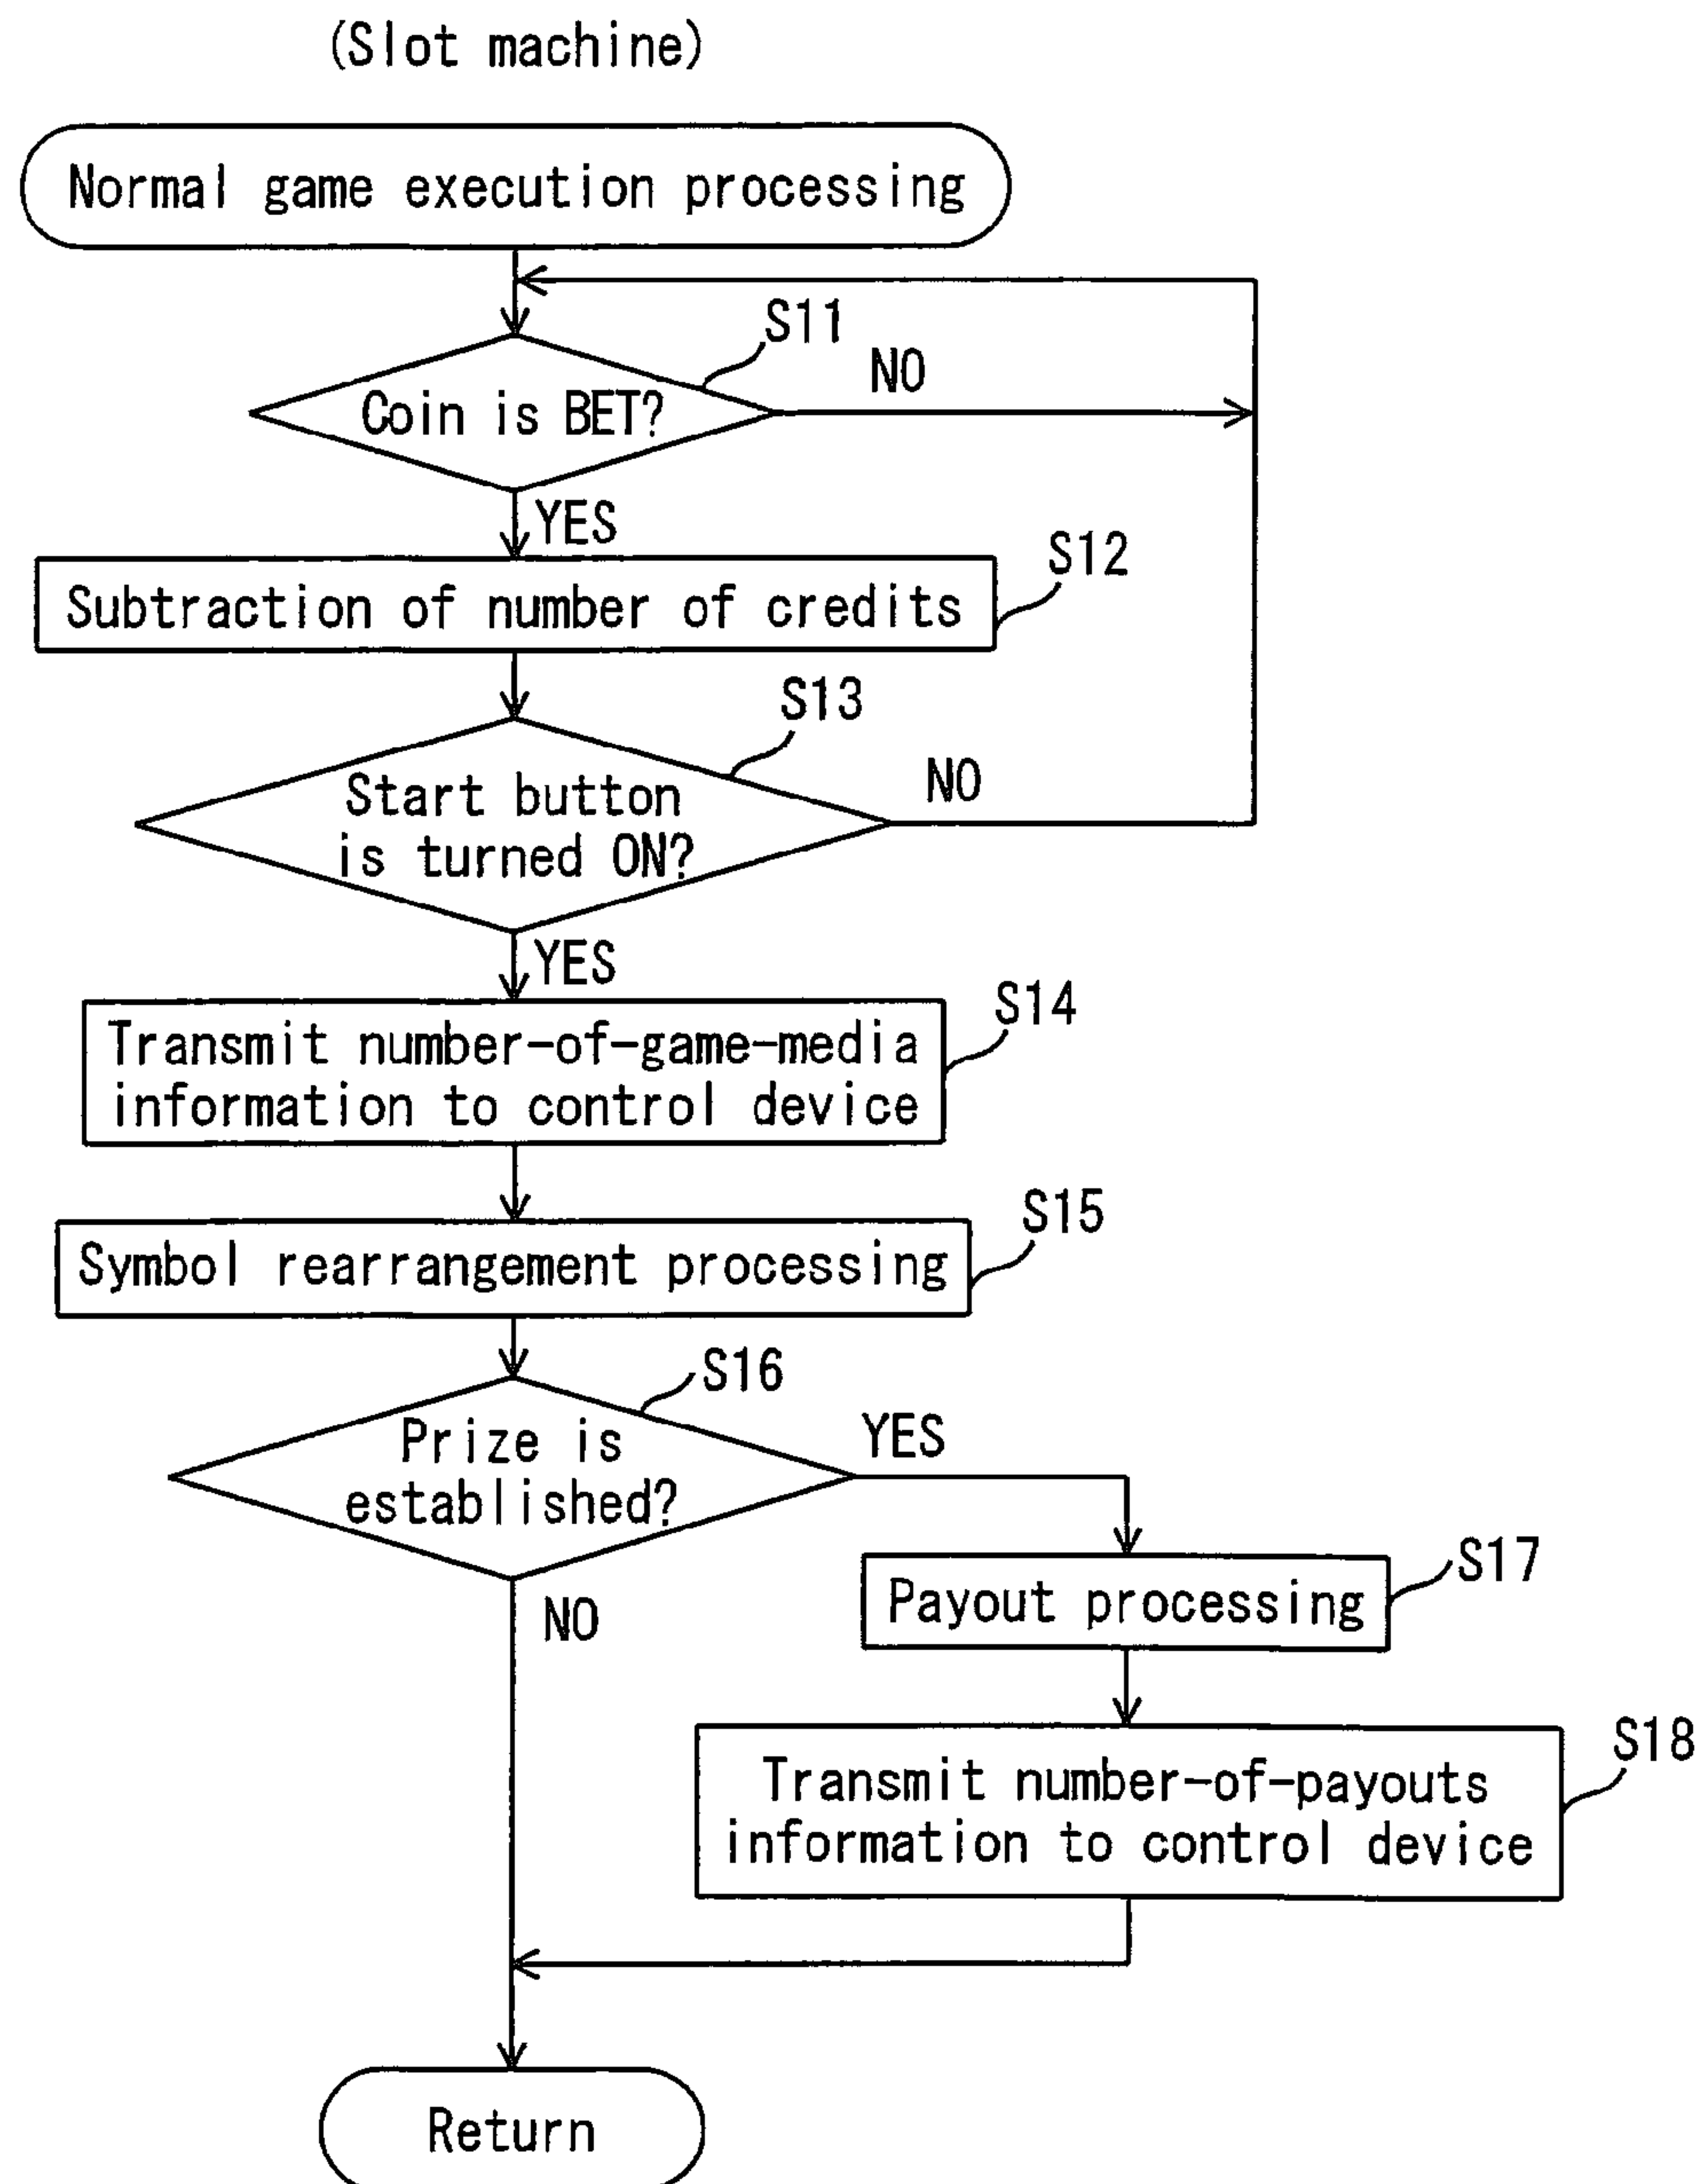 (Slot machine)
Normal game execution processing
S11
Coin is BET?
NO
YES
S12
Subtraction of number of credits
S13
Start button
is turned ON?
NO
YES
S14
Transmit number-of-game-media
information to control device
S15
Symbol rearrangement processing
S16
Prize is
established?
YES
NO
S17
Payout processing
S18
Transmit number-of-payouts
information to control device
Return